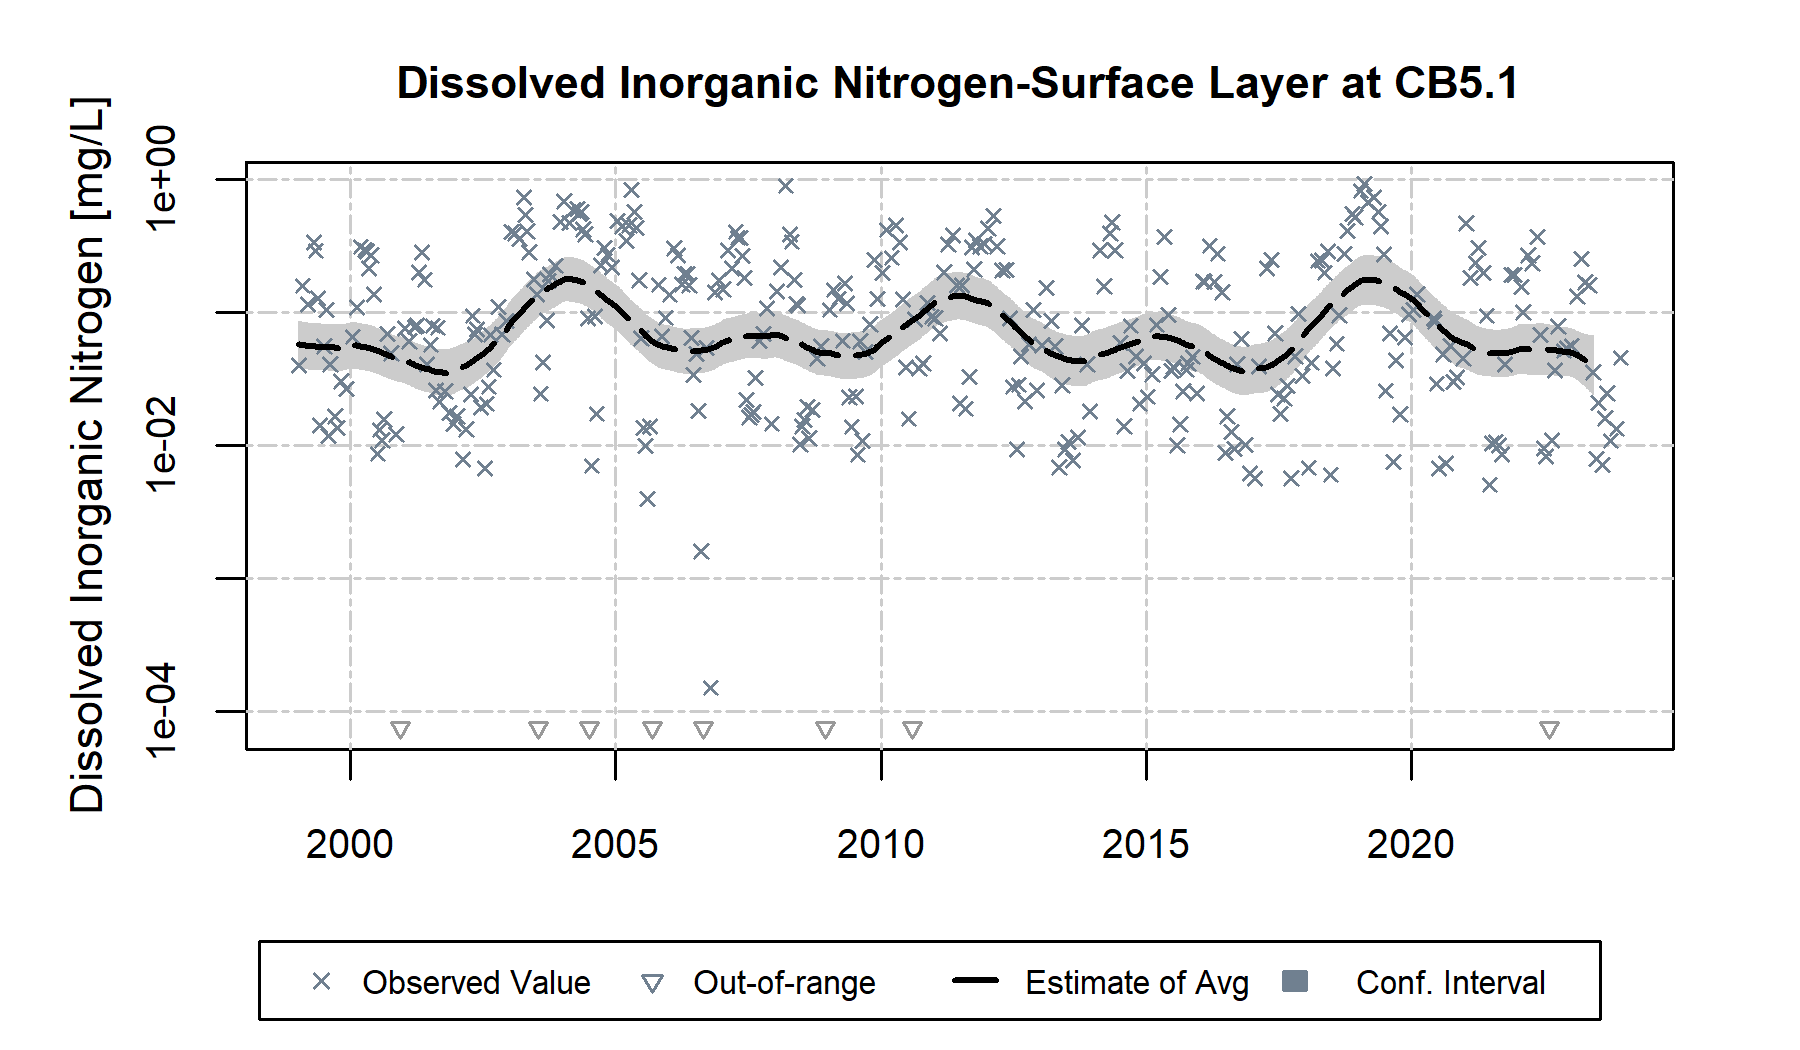 Dissolved Inorganic Nitrogen-Surface Layer at CB5.1
Dissolved Inorganic Nitrogen [mg/L]
1e+00
1e-02
1e-04
2000 2005 2010 2015 2020
Observed Value Out-of-range Estimate of Avg Conf. Interval